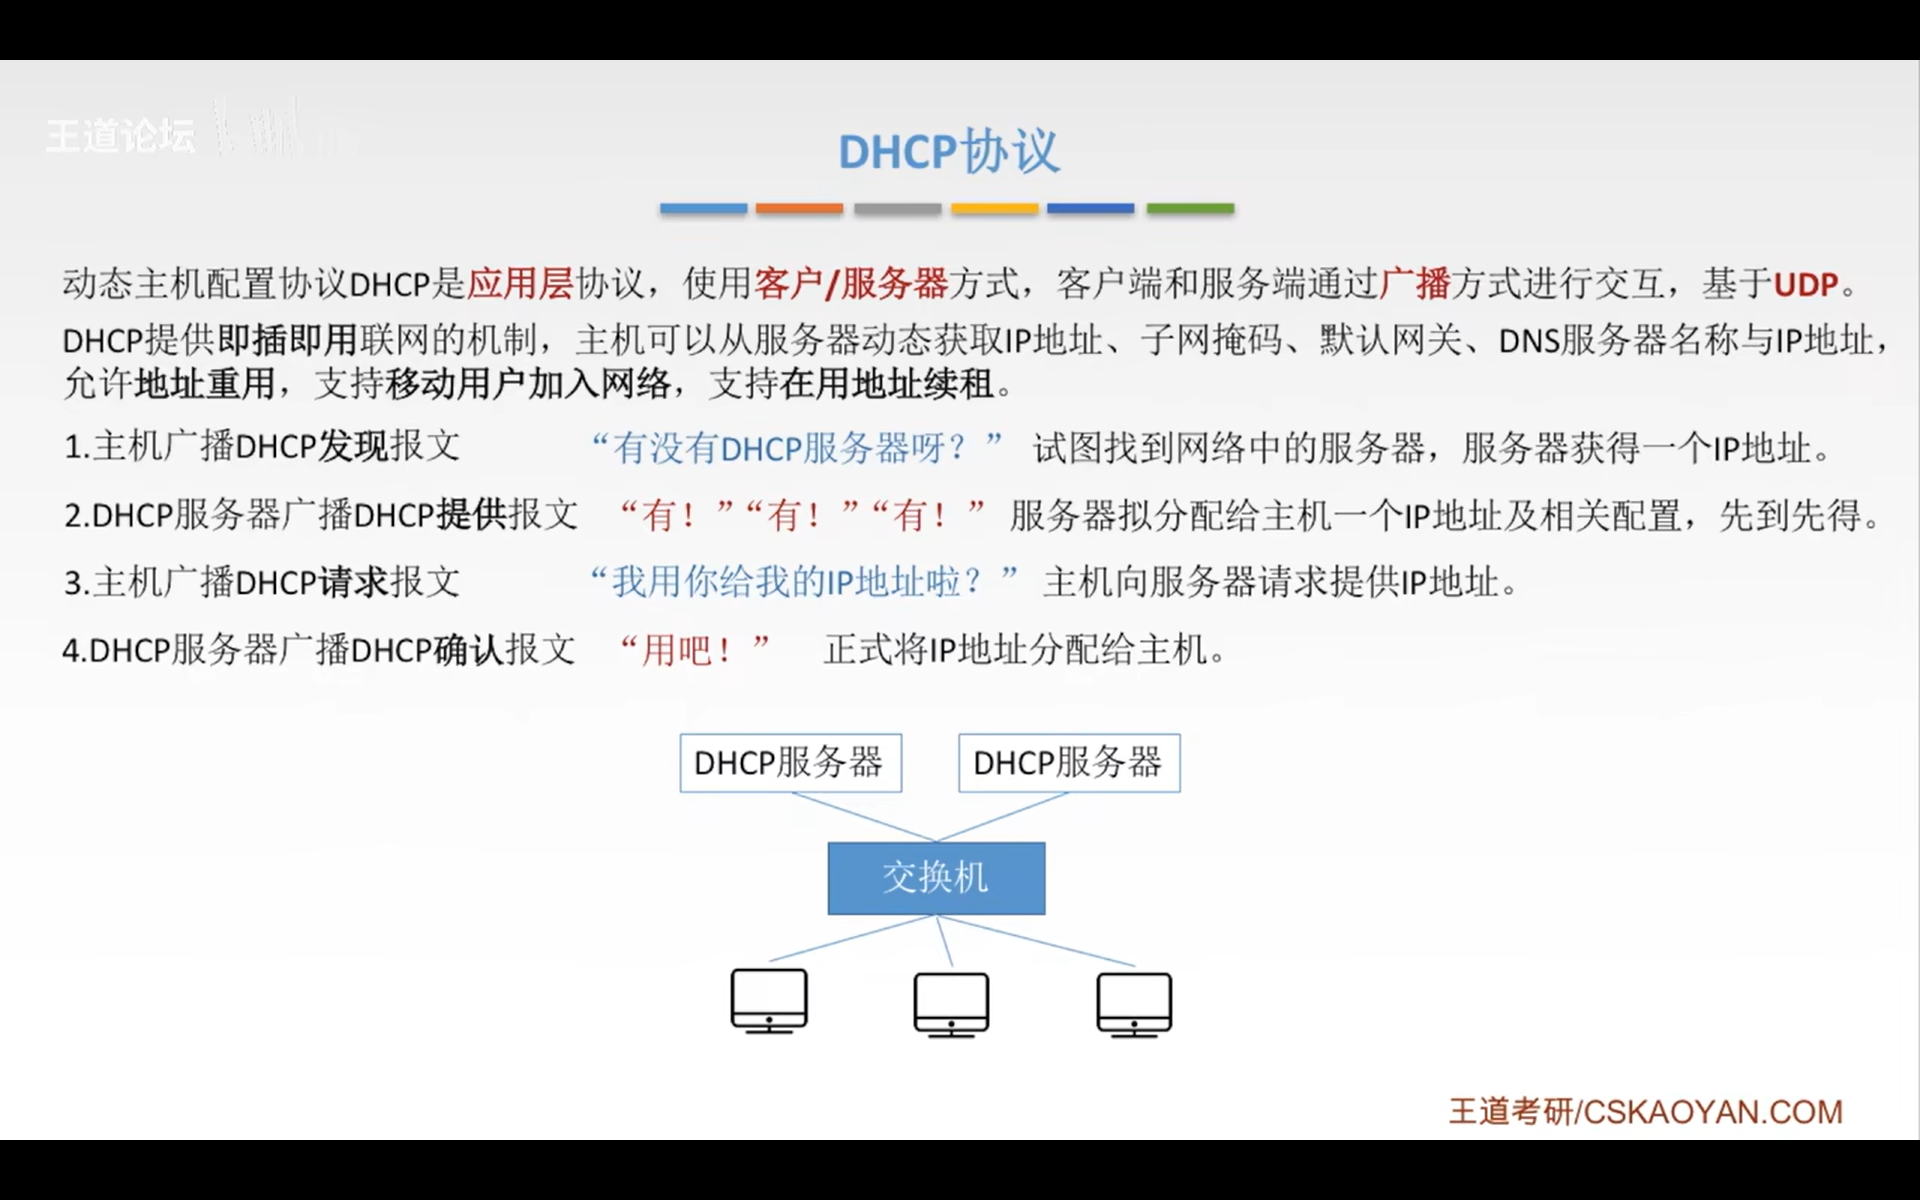 王道论坛
DHCP协议
动态主机配置协议DHCP是应用层协议，使用客户/服务器方式，客户端和服务端通过广播方式进行交互，基于UDP。
DHCP提供即插即用联网的机制，主机可以从服务器动态获取IP地址、子网掩码、默认网关、DNS服务器名称与IP地址，
允许地址重用，支持移动用户加入网络，支持在用地址续租。
1.主机广播DHCP发现报文 “有没有DHCP服务器呀？” 试图找到网络中的服务器，服务器获得一个IP地址。
2.DHCP服务器广播DHCP提供报文 “有！”“有！”“有！” 服务器拟分配给主机一个IP地址及相关配置，先到先得。
3.主机广播DHCP请求报文 “我用你给我的IP地址啦？” 主机向服务器请求提供IP地址。
4.DHCP服务器广播DHCP确认报文 “用吧！” 正式将IP地址分配给主机。
DHCP服务器 DHCP服务器
交换机
王道考研/CSKAOYAN.COM